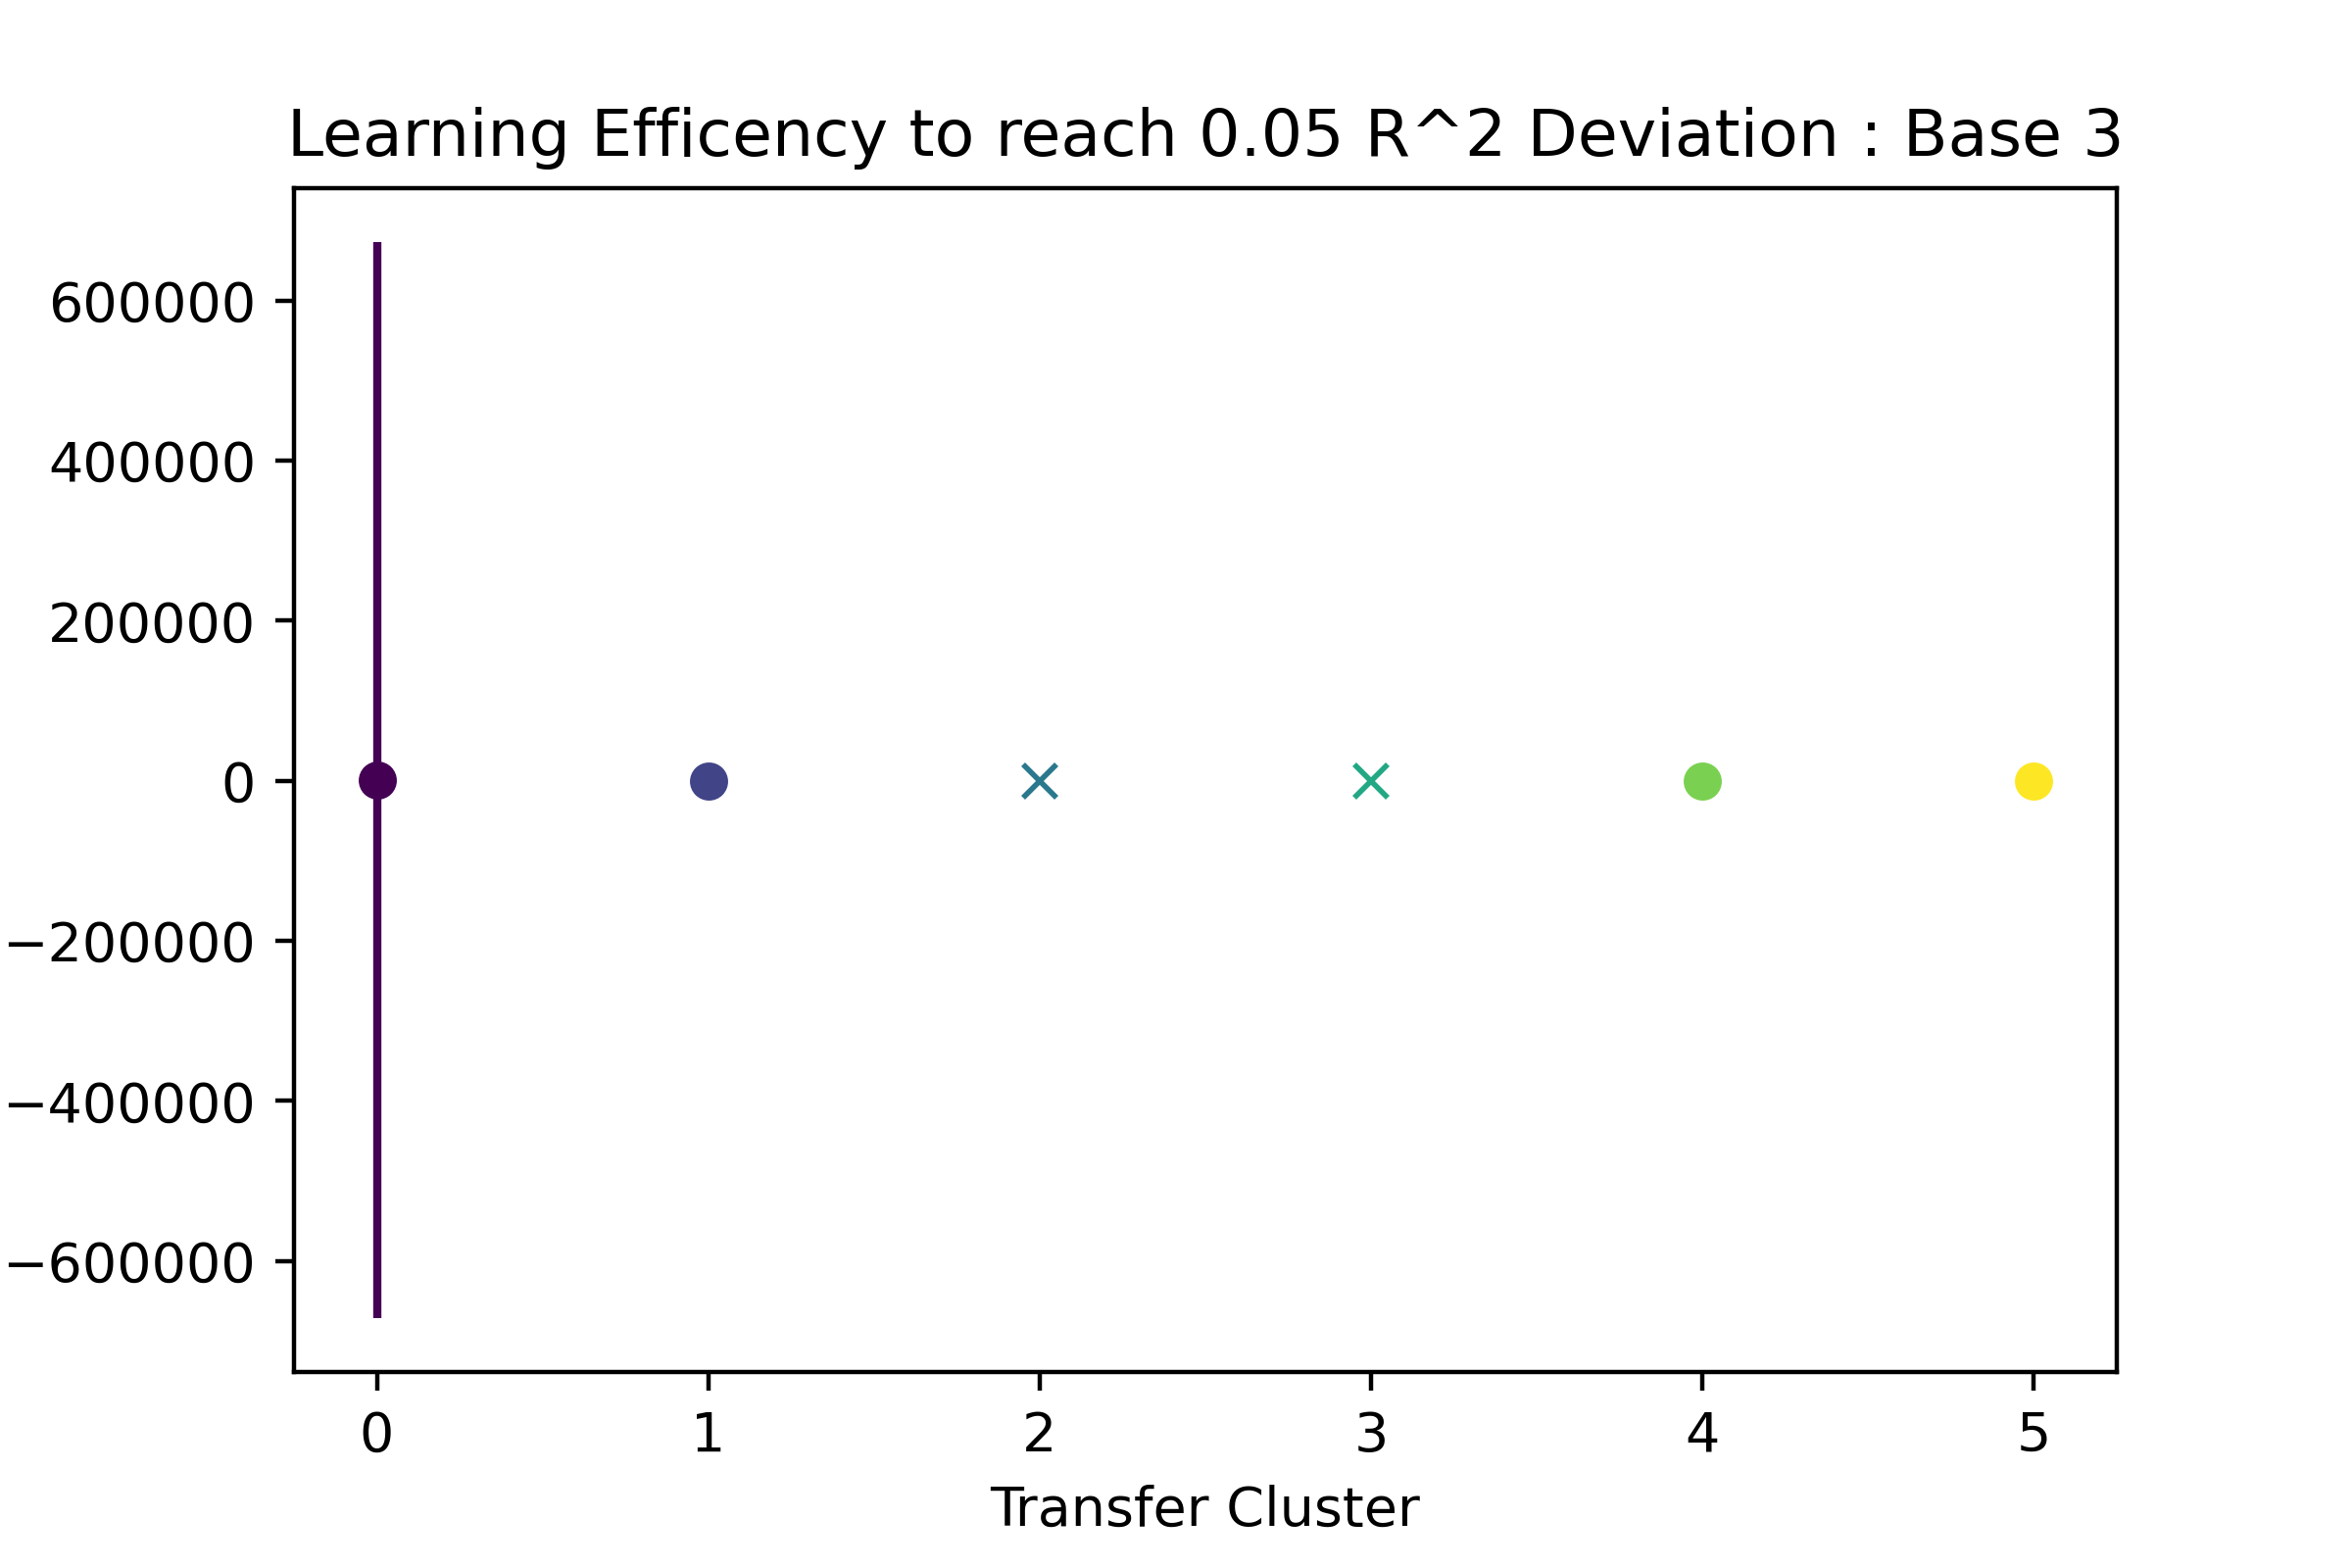 Learning Efficency to reach 0.05 R^2 Deviation : Base 3
600000
400000
200000
0
−200000
−400000
−600000
0 1 2 3 4 5
Transfer Cluster